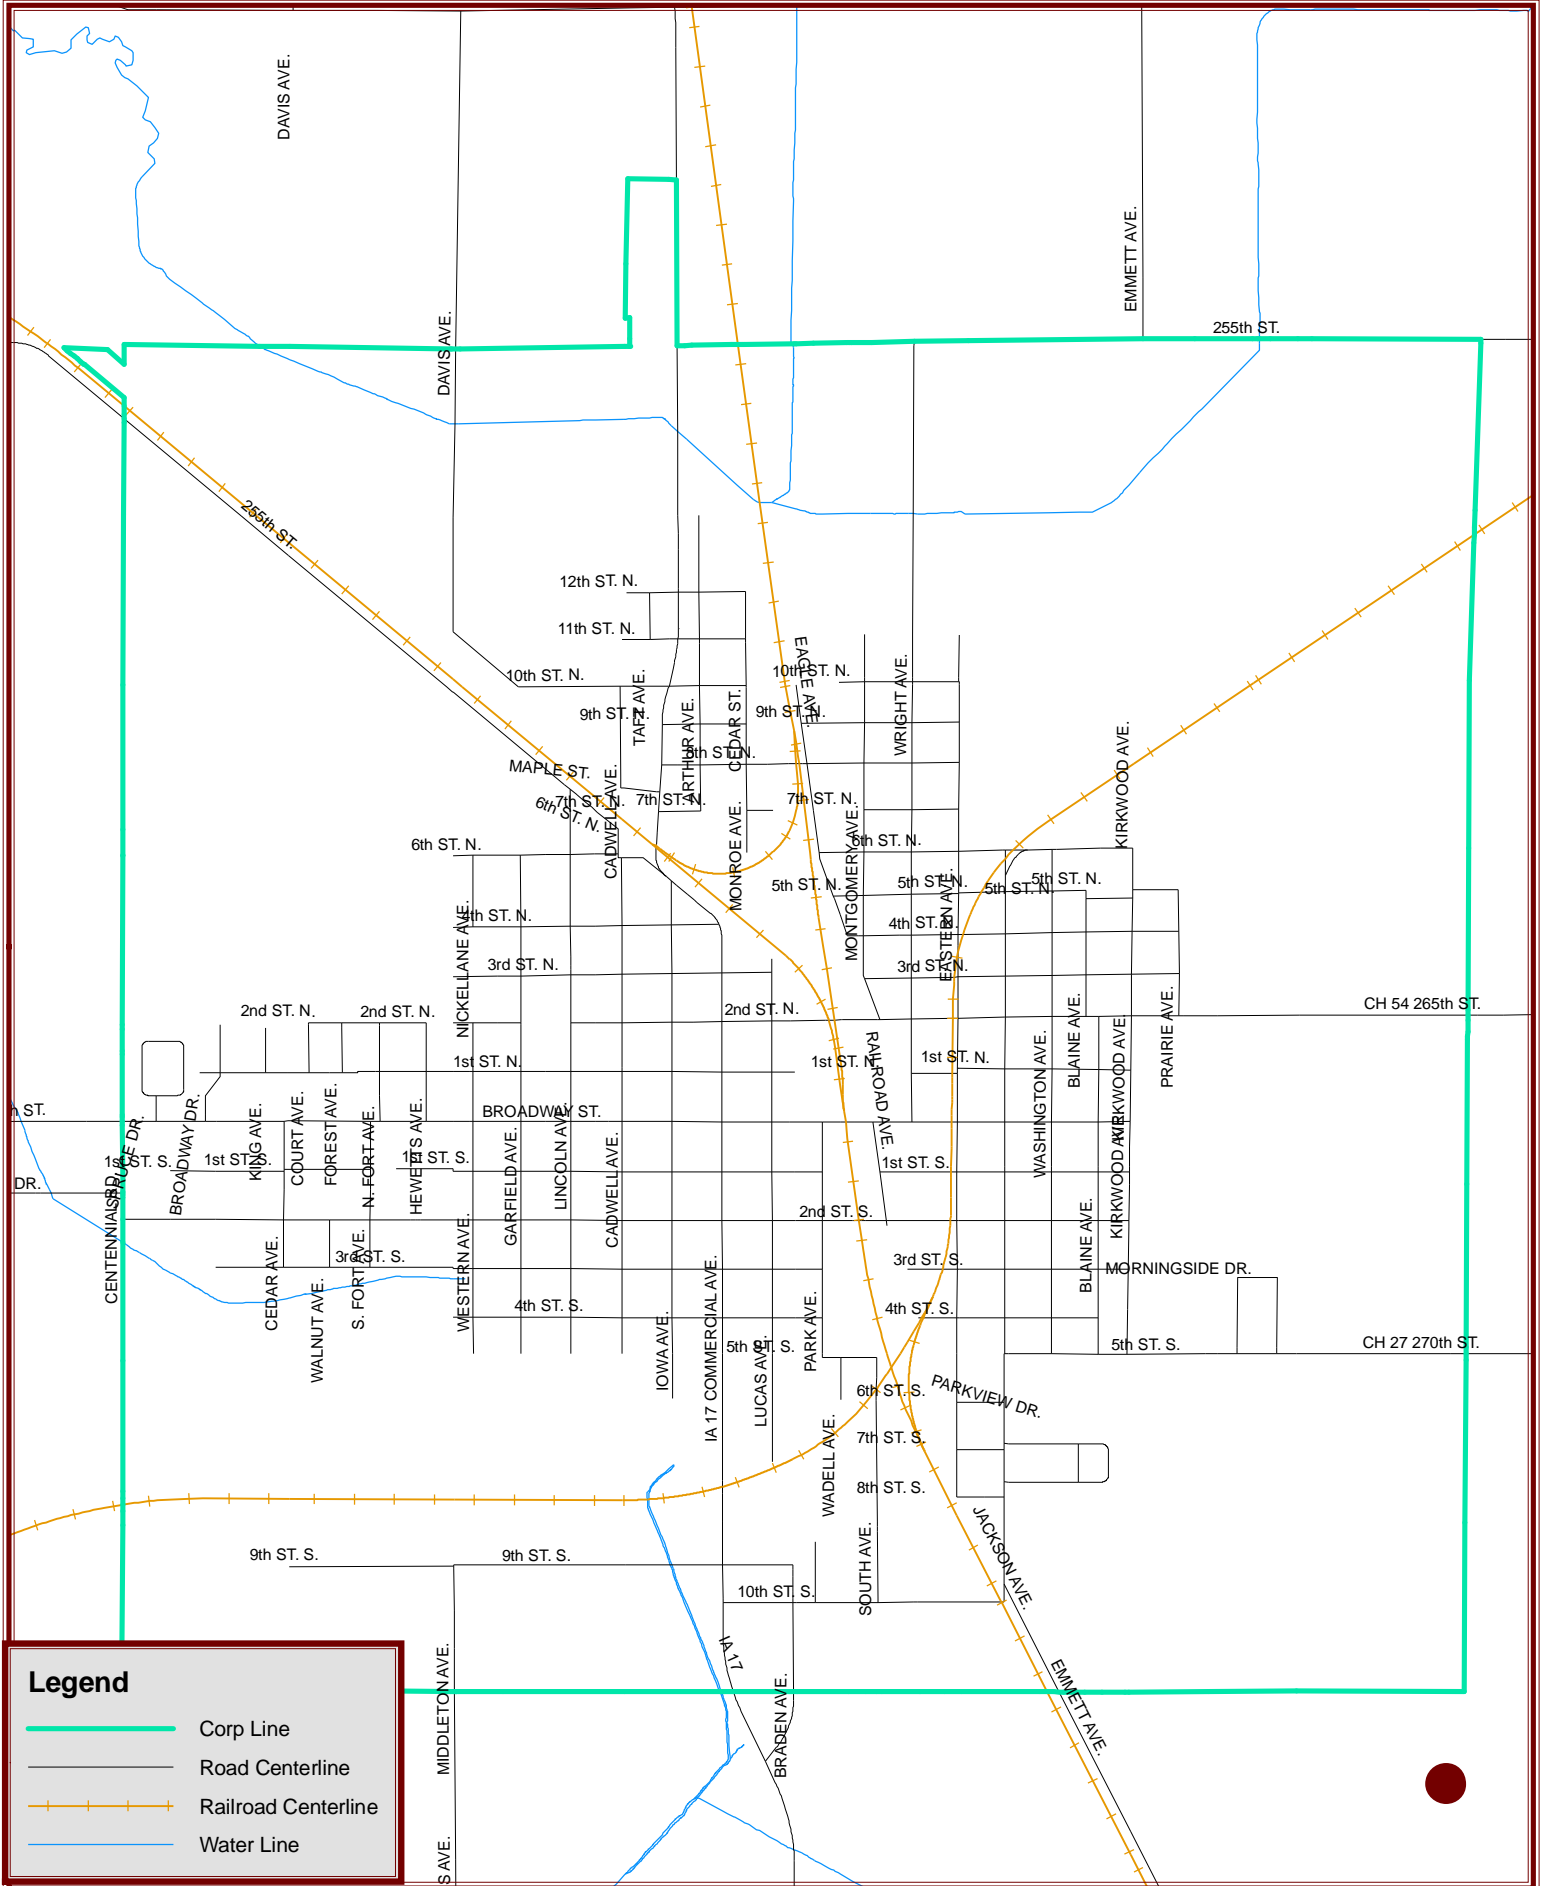 DAVIS AVE.
EMMETT AVE.
255th ST.
DAVIS AVE.
255th ST.
12th ST. N.
11th ST. N.
10th ST. N.
10th ST. N.
EAGLE AVE.
TAFT AVE.
9th ST. N.
ARTHUR AVE.
CEDAR ST.
9th ST. N.
WRIGHT AVE.
8th ST. N.
KIRKWOOD AVE.
MAPLE ST.
6th ST. N.
7th ST. N.
CADWELL AVE.
7th ST. N.
7th ST. N.
MONROE AVE.
MONTGOMERY AVE.
6th ST. N.
6th ST. N.
5th ST. N.
5th ST. N.
5th ST. N.
5th ST. N.
EASTERN AVE.
NICKELLANE AVE.
4th ST. N.
4th ST. N.
3rd ST. N.
3rd ST. N.
2nd ST. N.
2nd ST. N.
2nd ST. N.
CH 54 265th ST.
BLAINE AVE.
KIRKWOOD AVE.
PRAIRIE AVE.
WASHINGTON AVE.
RAILROAD AVE.
1st ST. N.
1st ST. N.
1st ST. N.
h ST.
BROADWAY ST.
SPRUCE DR.
BROADWAY DR.
KING AVE.
COURT AVE.
FOREST AVE.
N. FORT AVE.
HEWETTS AVE.
GARFIELD AVE.
LINCOLN AVE.
CADWELL AVE.
KIRKWOOD AVE.
1st ST. S.
1st ST. S.
1st ST. S.
1st ST. S.
DR.
CENTENNIAL RD.
2nd ST. S.
CEDAR AVE.
WALNUT AVE.
S. FORT AVE.
3rd ST. S.
WESTERN AVE.
3rd ST. S.
BLAINE AVE.
MORNINGSIDE DR.
4th ST. S.
4th ST. S.
IOWA AVE.
IA 17 COMMERCIAL AVE.
LUCAS AVE.
5th ST. S.
PARK AVE.
5th ST. S.
CH 27 270th ST.
6th ST. S.
PARKVIEW DR.
7th ST. S.
WADELL AVE.
8th ST. S.
SOUTH AVE.
JACKSON AVE.
9th ST. S.
9th ST. S.
10th ST. S.
IA 17
MIDDLETON AVE.
BRADEN AVE.
EMMETT AVE.
S AVE.
Legend
Corp Line
Road Centerline
Railroad Centerline
Water Line